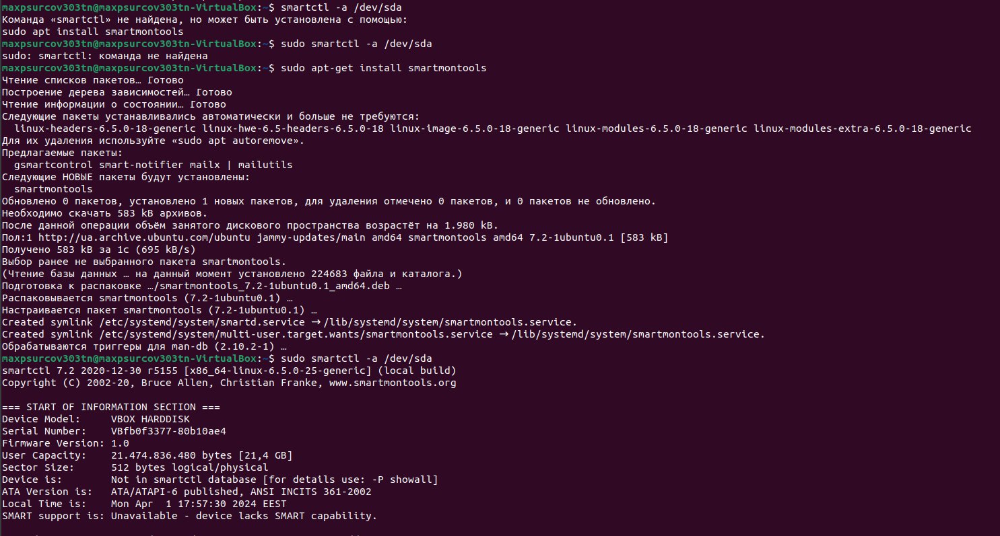 maxpsurcov303tn@maxpsurcov303tn-VirtualBox:~$ smartctl -a /dev/sda
Команда «smartctl» не найдена, но может быть установлена с помощью:
sudo apt install smartmontools
maxpsurcov303tn@maxpsurcov303tn-VirtualBox:~$ sudo smartctl -a /dev/sda
sudo: smartctl: команда не найдена
maxpsurcov303tn@maxpsurcov303tn-VirtualBox:~$ sudo apt-get install smartmontools
Чтение списков пакетов… Готово
Построение дерева зависимостей… Готово
Чтение информации о состоянии… Готово
Следующие пакеты устанавливались автоматически и больше не требуются:
  linux-headers-6.5.0-18-generic linux-hwe-6.5-headers-6.5.0-18 linux-image-6.5.0-18-generic linux-modules-6.5.0-18-generic linux-modules-extra-6.5.0-18-generic
Для их удаления используйте «sudo apt autoremove».
Предлагаемые пакеты:
  gsmartcontrol smart-notifier mailx | mailutils
Следующие НОВЫЕ пакеты будут установлены:
  smartmontools
Обновлено 0 пакетов, установлено 1 новых пакетов, для удаления отмечено 0 пакетов, и 0 пакетов не обновлено.
Необходимо скачать 583 kB архивов.
После данной операции объём занятого дискового пространства возрастёт на 1.980 kB.
Пол:1 http://ua.archive.ubuntu.com/ubuntu jammy-updates/main amd64 smartmontools amd64 7.2-1ubuntu0.1 [583 kB]
Получено 583 kB за 1с (695 kB/s)
Выбор ранее не выбранного пакета smartmontools.
(Чтение базы данных … на данный момент установлено 224683 файла и каталога.)
Подготовка к распаковке …/smartmontools_7.2-1ubuntu0.1_amd64.deb …
Распаковывается smartmontools (7.2-1ubuntu0.1) …
Настраивается пакет smartmontools (7.2-1ubuntu0.1) …
Created symlink /etc/systemd/system/smartd.service → /lib/systemd/system/smartmontools.service.
Created symlink /etc/systemd/system/multi-user.target.wants/smartmontools.service → /lib/systemd/system/smartmontools.service.
Обрабатываются триггеры для man-db (2.10.2-1) …
maxpsurcov303tn@maxpsurcov303tn-VirtualBox:~$ sudo smartctl -a /dev/sda
smartctl 7.2 2020-12-30 r5155 [x86_64-linux-6.5.0-25-generic] (local build)
Copyright (C) 2002-20, Bruce Allen, Christian Franke, www.smartmontools.org

=== START OF INFORMATION SECTION ===
Device Model:     VBOX HARDDISK
Serial Number:    VBfb0f3377-80b10ae4
Firmware Version: 1.0
User Capacity:    21.474.836.480 bytes [21,4 GB]
Sector Size:      512 bytes logical/physical
Device is:        Not in smartctl database [for details use: -P showall]
ATA Version is:   ATA/ATAPI-6 published, ANSI INCITS 361-2002
Local Time is:    Mon Apr  1 17:57:30 2024 EEST
SMART support is: Unavailable - device lacks SMART capability.